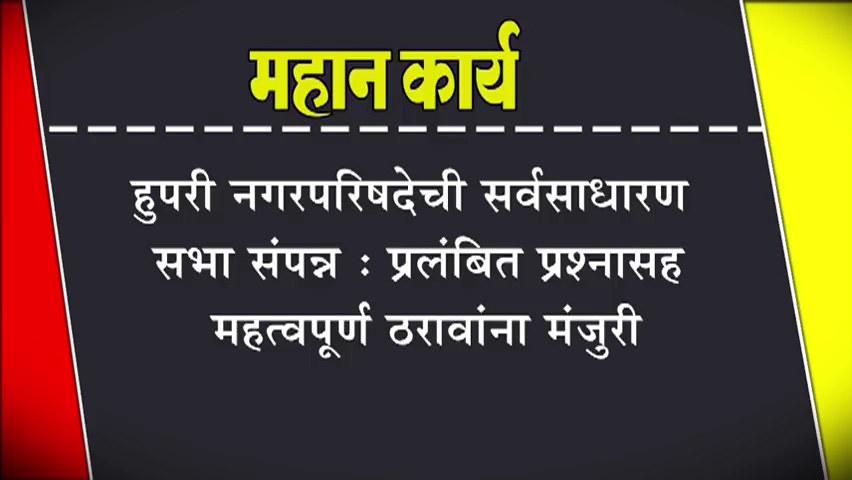 महान कार्य
हुपरी नगरपरिषदेची सर्वसाधारण
सभा संपन्न : प्रलंबित प्रश्नासह
महत्वपूर्ण ठरावांना मंजुरी